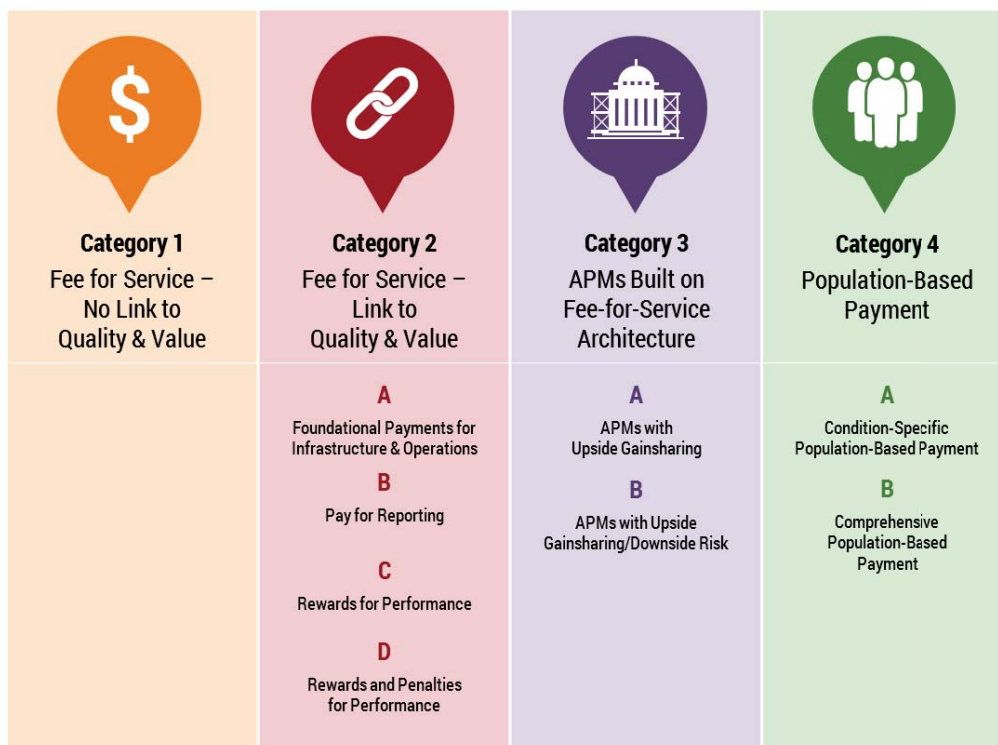 $
Category 1
Fee for Service –
No Link to
Quality & Value
Category 2
Fee for Service –
Link to
Quality & Value
A
Foundational Payments for
Infrastructure & Operations
B
Pay for Reporting
C
Rewards for Performance
D
Rewards and Penalties
for Performance
Category 3
APMs Built on
Fee-for-Service
Architecture
A
APMs with
Upside Gainsharing
B
APMs with Upside
Gainsharing/Downside Risk
Category 4
Population-Based
Payment
A
Condition-Specific
Population-Based Payment
B
Comprehensive
Population-Based
Payment